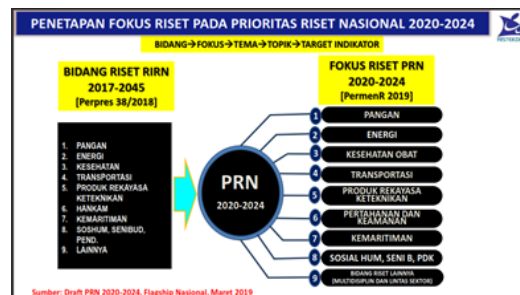 PENETAPAN FOKUS RISET PADA PRIORITAS RISET NASIONAL 2020-2024
BIDANG→FOKUS→TEMA→TOPIK→TARGET INDIKATOR
BIDANG RISET RIRN
2017-2045
[Perpres 38/2018]
1. PANGAN
2. ENERGI
3. KESEHATAN
4. TRANSPORTASI
5. PRODUK REKAYASA
KETEKNIKAN
6. HANKAM
7. KEMARITIMAN
8. SOSHUM, SENIBUD,
PEND.
9. LAINNYA
PRN
2020-2024
FOKUS RISET PRN
2020-2024
[PermenR 2019]
1 PANGAN
2 ENERGI
3 KESEHATAN OBAT
4 TRANSPORTASI
5 PRODUK REKAYASA
KETEKNIKAN
6 PERTAHANAN DAN
KEAMANAN
7 KEMARITIMAN
8 SOSIAL HUM, SENI B, PDK
9 BIDANG RISET LAINNYA
(MULTIDISIPLIN DAN LINTAS SEKTOR)
Sumber: Draft PRN 2020-2024, Flagship Nasional, Maret 2019